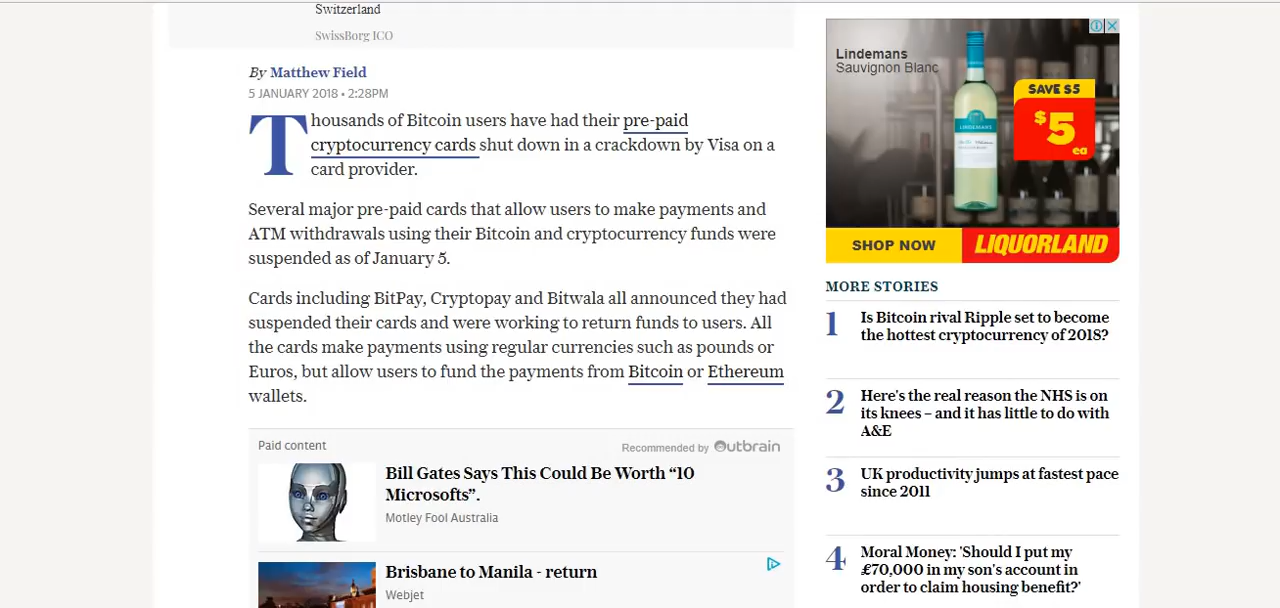 Switzerland
SwissBorg ICO
By Matthew Field
5 JANUARY 2018 • 2:28PM
Thousands of Bitcoin users have had their pre-paid
cryptocurrency cards shut down in a crackdown by Visa on a
card provider.
Several major pre-paid cards that allow users to make payments and
ATM withdrawals using their Bitcoin and cryptocurrency funds were
suspended as of January 5.
Cards including BitPay, Cryptopay and Bitwala all announced they had
suspended their cards and were working to return funds to users. All
the cards make payments using regular currencies such as pounds or
Euros, but allow users to fund the payments from Bitcoin or Ethereum
wallets.
Paid content
Recommended by Outbrain
Bill Gates Says This Could Be Worth “10
Microsofts”.
Motley Fool Australia
Brisbane to Manila - return
Webjet
Lindemans
Sauvignon Blanc
LINDEMANS
SAVE $5
$5
ea
SHOP NOW
LIQUORLAND
MORE STORIES
1
Is Bitcoin rival Ripple set to become
the hottest cryptocurrency of 2018?
2
Here's the real reason the NHS is on
its knees – and it has little to do with
A&E
3
UK productivity jumps at fastest pace
since 2011
4
Moral Money: 'Should I put my
£70,000 in my son's account in
order to claim housing benefit?'